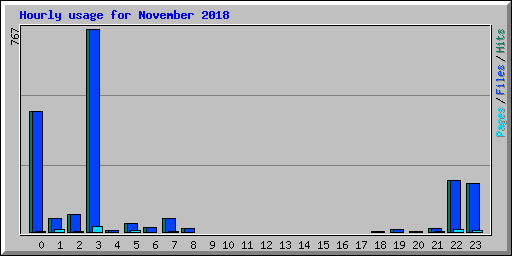 Hourly usage for November 2018
767
0 1 2 3 4 5 6 7 8 9 10 11 12 13 14 15 16 17 18 19 20 21 22 23
Pages/Files/Hits